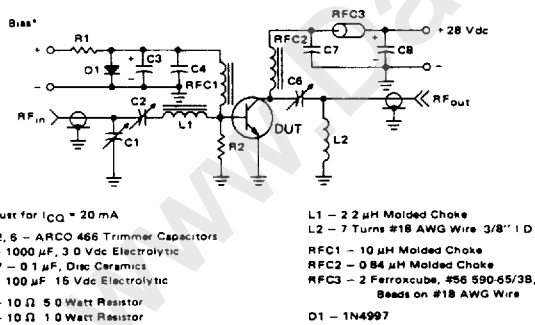 Bias*
R1
D1
C3
C4
RFC1
RFC2
RFC3
C7
C8
+ 28 Vdc
RFin
C1
C2
L1
R2
DUT
C6
L2
RFout
ust for ICQ = 20 mA
2, 6 – ARCO 466 Trimmer Capacitors
1000 µF, 3.0 Vdc Electrolytic
7 – 0.1 µF, Disc Ceramics
100 µF 15 Vdc Electrolytic
– 10 Ω 5.0 Watt Resistor
– 10 Ω 1.0 Watt Resistor
L1 – 2.2 µH Molded Choke
L2 – 7 Turns #18 AWG Wire 3/8" I D
RFC1 – 10 µH Molded Choke
RFC2 – 0.84 µH Molded Choke
RFC3 – 2 Ferroxcube, #56 590-65/3B,
Beads on #18 AWG Wire
D1 – 1N4997